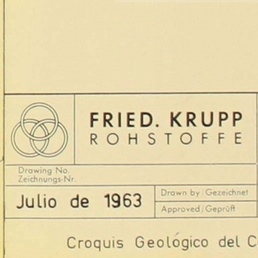 FRIED. KRUPP
ROHSTOFFE
Drawing No.
Zeichnungs-Nr.
Julio de 1963
Drawn by | Gezeichnet
Approved | Geprüft
Croquis Geológico del C